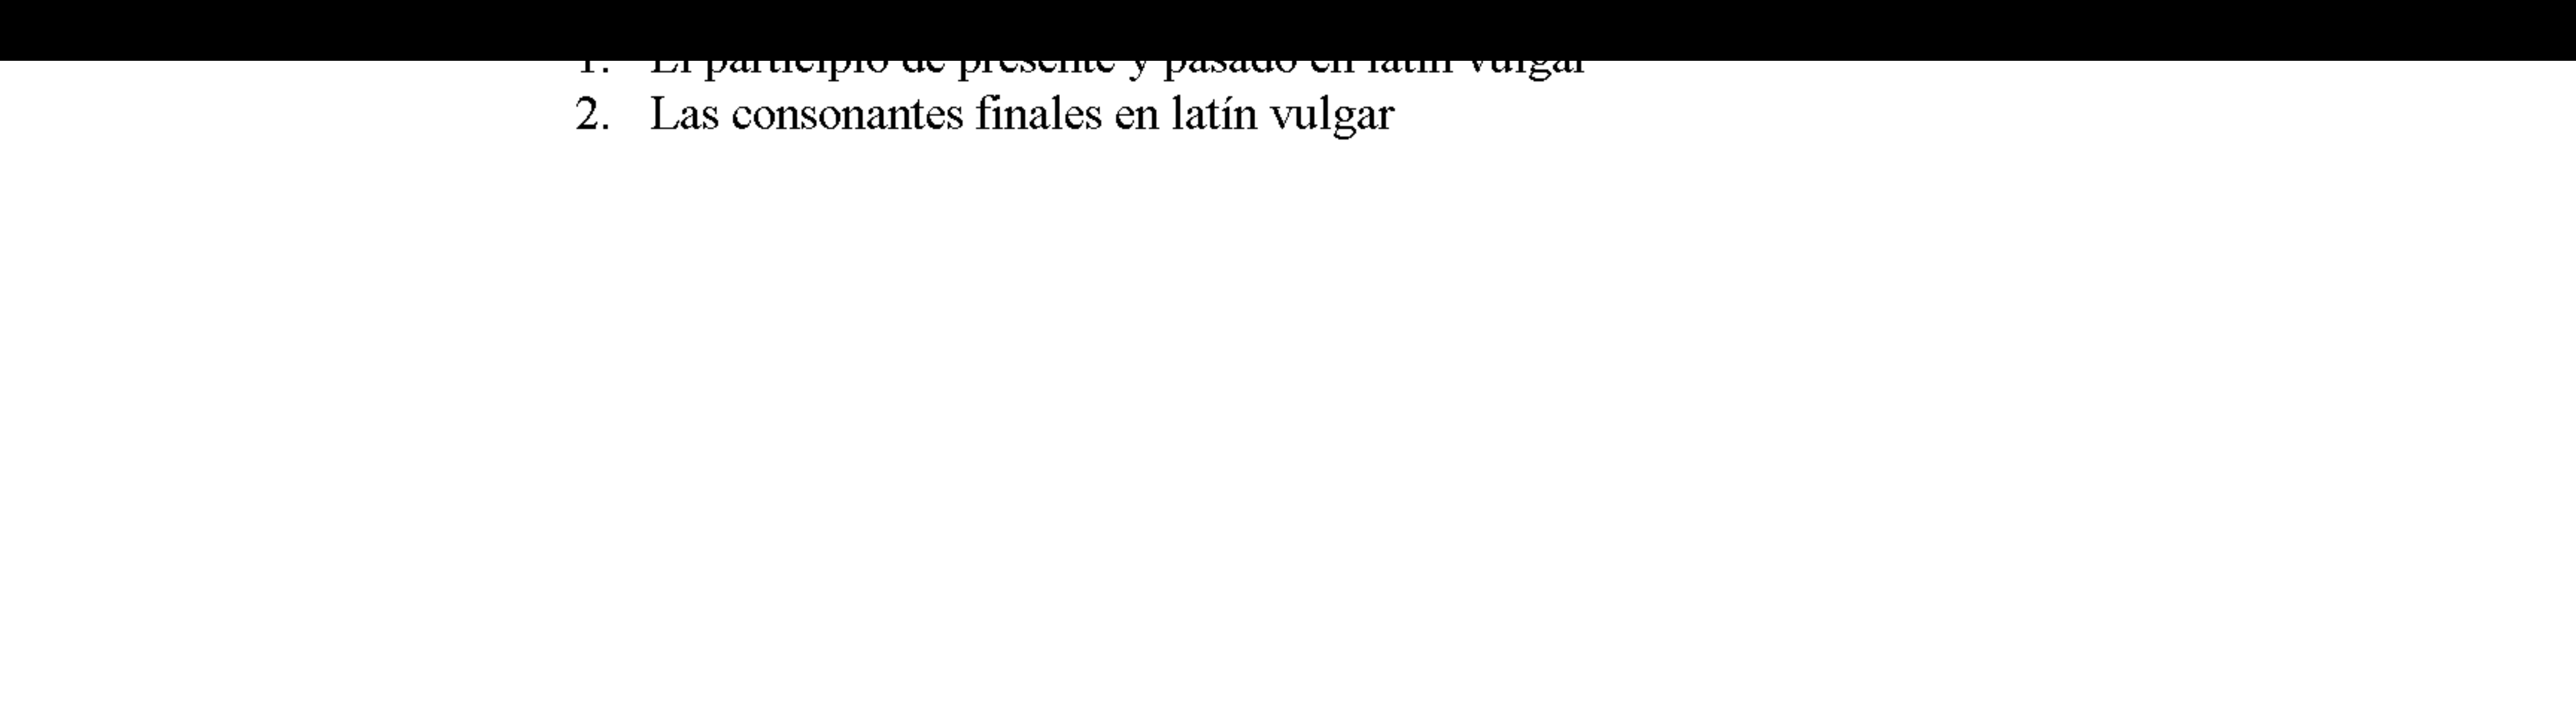 1. El participio de presente y pasado en latín vulgar
2. Las consonantes finales en latín vulgar